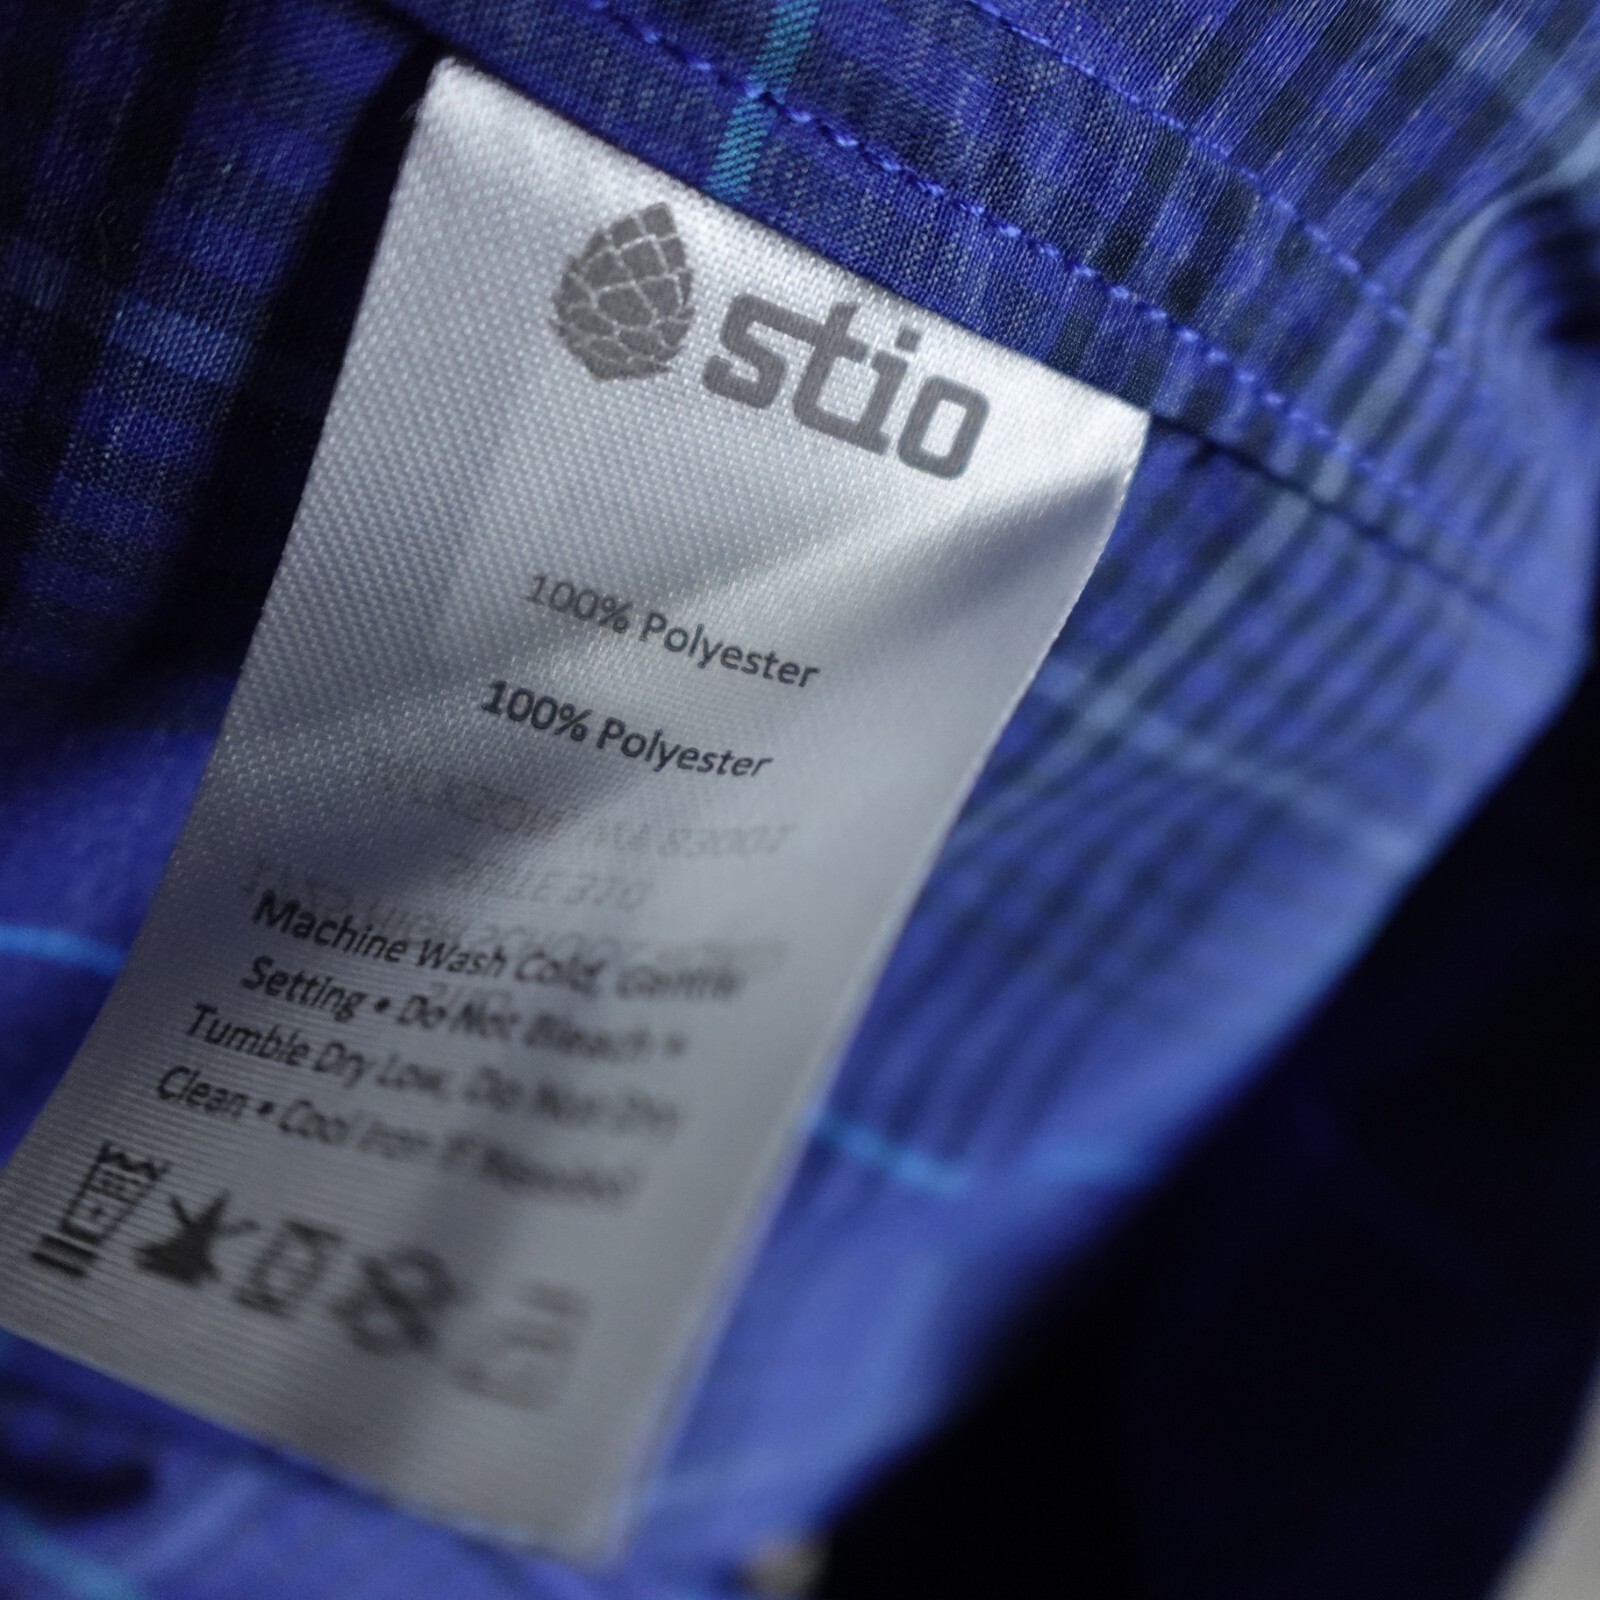 stio
100% Polyester
100% Polyester
Machine Wash Cold, Gentle
Setting • Do Not Bleach •
Tumble Dry Low, Do Not Dry
Clean • Cool Iron If Needed